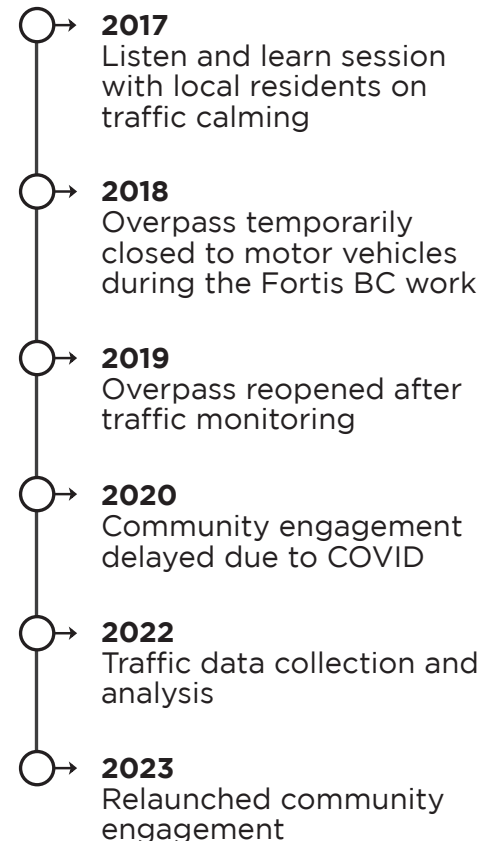 2017
Listen and learn session
with local residents on
traffic calming
2018
Overpass temporarily
closed to motor vehicles
during the Fortis BC work
2019
Overpass reopened after
traffic monitoring
2020
Community engagement
delayed due to COVID
2022
Traffic data collection and
analysis
2023
Relaunched community
engagement